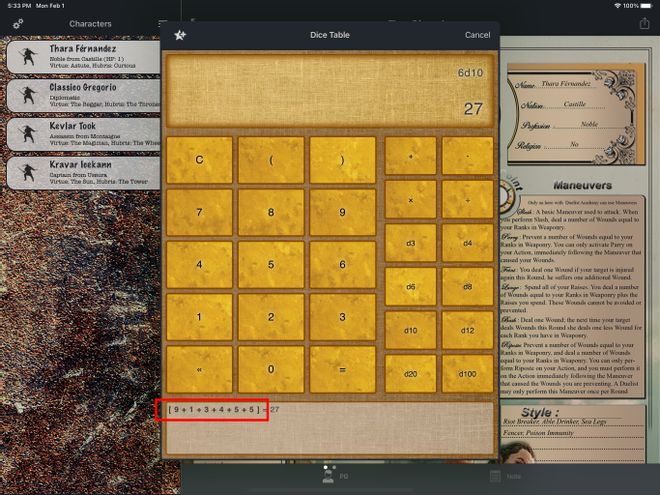 5:33 PM Mon Feb 1
100%
Characters
Thara Férnandez
Noble from Castille (HP: 1)
Virtue: Astute, Hubris: Curious
Classico Gregorio
Diplomatic
Virtue: The Beggar, Hubris: The Throne
Kevlar Took
Assassin from Montaigne
Virtue: The Magician, Hubris: The Whee
Kravar Icekann
Captain from Ussura
Virtue: The Sun, Hubris: The Tower
Dice Table
Cancel
6d10
27
C ( ) + -
7 8 9 × ÷
4 5 6 d3 d4
d6 d8
1 2 3 d10 d12
« 0 = d20 d100
[ 9 + 1 + 3 + 4 + 5 + 5 ] = 27
Name: Thara Férnandez
Nation Castille
Profession Noble
Religion No
oint
Maneuvers
Only as hero with Duelist Academy can use Maneuvers
Slash: A basic Maneuver used to attack. When
you perform Slash, deal a number of Wounds equal to
your Ranks in Weaponry.
Parry: Prevent a number of Wounds equal to your
Ranks in Weaponry. You can only activate Parry on
your Action, immediately following the Maneuver that
caused your Wounds.
Feint: You deal one Wound if your target is injured
again this Round, he suffers one additional Wound.
Lunge: Spend all of your Raises. You deal a number
of Wounds equal to your Ranks in Weaponry plus the
Raises you spend. These Wounds cannot be avoided or
prevented.
Bash: Deal one Wound; the next time your target
deals Wounds this Round she deals one less Wound for
each Rank you have in Weaponry.
Riposte: Prevent a number of Wounds equal to your
Ranks in Weaponry, and deal a number of Wounds
equal to your Ranks in Weaponry. You can only per-
form Riposte on your Action, and you must perform it
on the Action immediately following the Maneuver
that caused the Wounds you are preventing. A Duelist
may only perform this Maneuver once per Round
Style :
Riot Breaker, Able Drinker, Sea Legs
Fencer, Poison Immunity
PG
Note